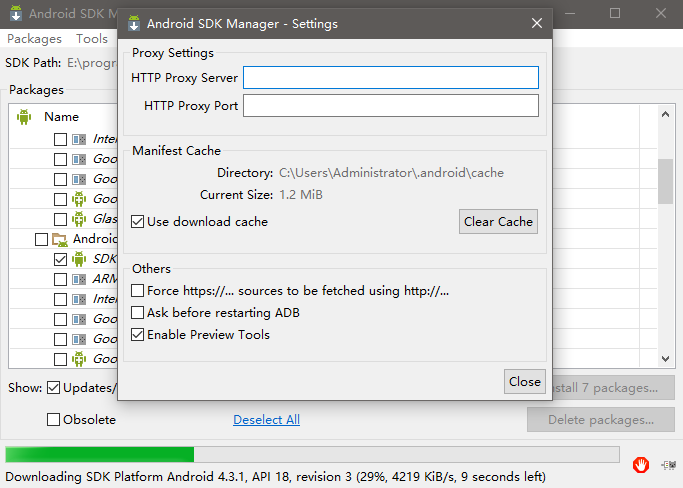 Android SDK Manager
Android SDK Manager - Settings
Packages Tools
SDK Path: E:\progr
Packages
Name
Inte
Goo
Goo
Goo
Glas
Android
SDK
ARM
Inte
Goo
Goo
Goo
Proxy Settings
HTTP Proxy Server
HTTP Proxy Port
Manifest Cache
Directory: C:\Users\Administrator\.android\cache
Current Size: 1.2 MiB
Use download cache
Clear Cache
Others
Force https://... sources to be fetched using http://...
Ask before restarting ADB
Enable Preview Tools
Close
Show: Updates/
Install 7 packages...
Obsolete
Deselect All
Delete packages...
Downloading SDK Platform Android 4.3.1, API 18, revision 3 (29%, 4219 KiB/s, 9 seconds left)